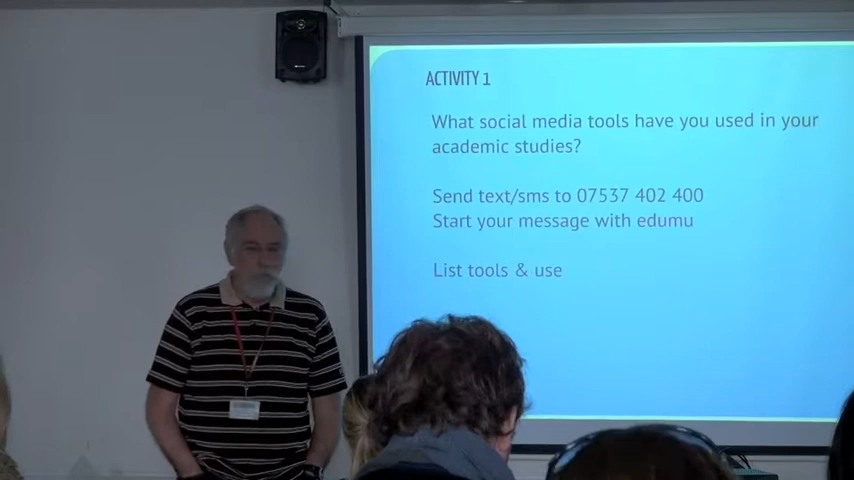 ACTIVITY 1
What social media tools have you used in your
academic studies?
Send text/sms to 07537 402 400
Start your message with edumu
List tools & use